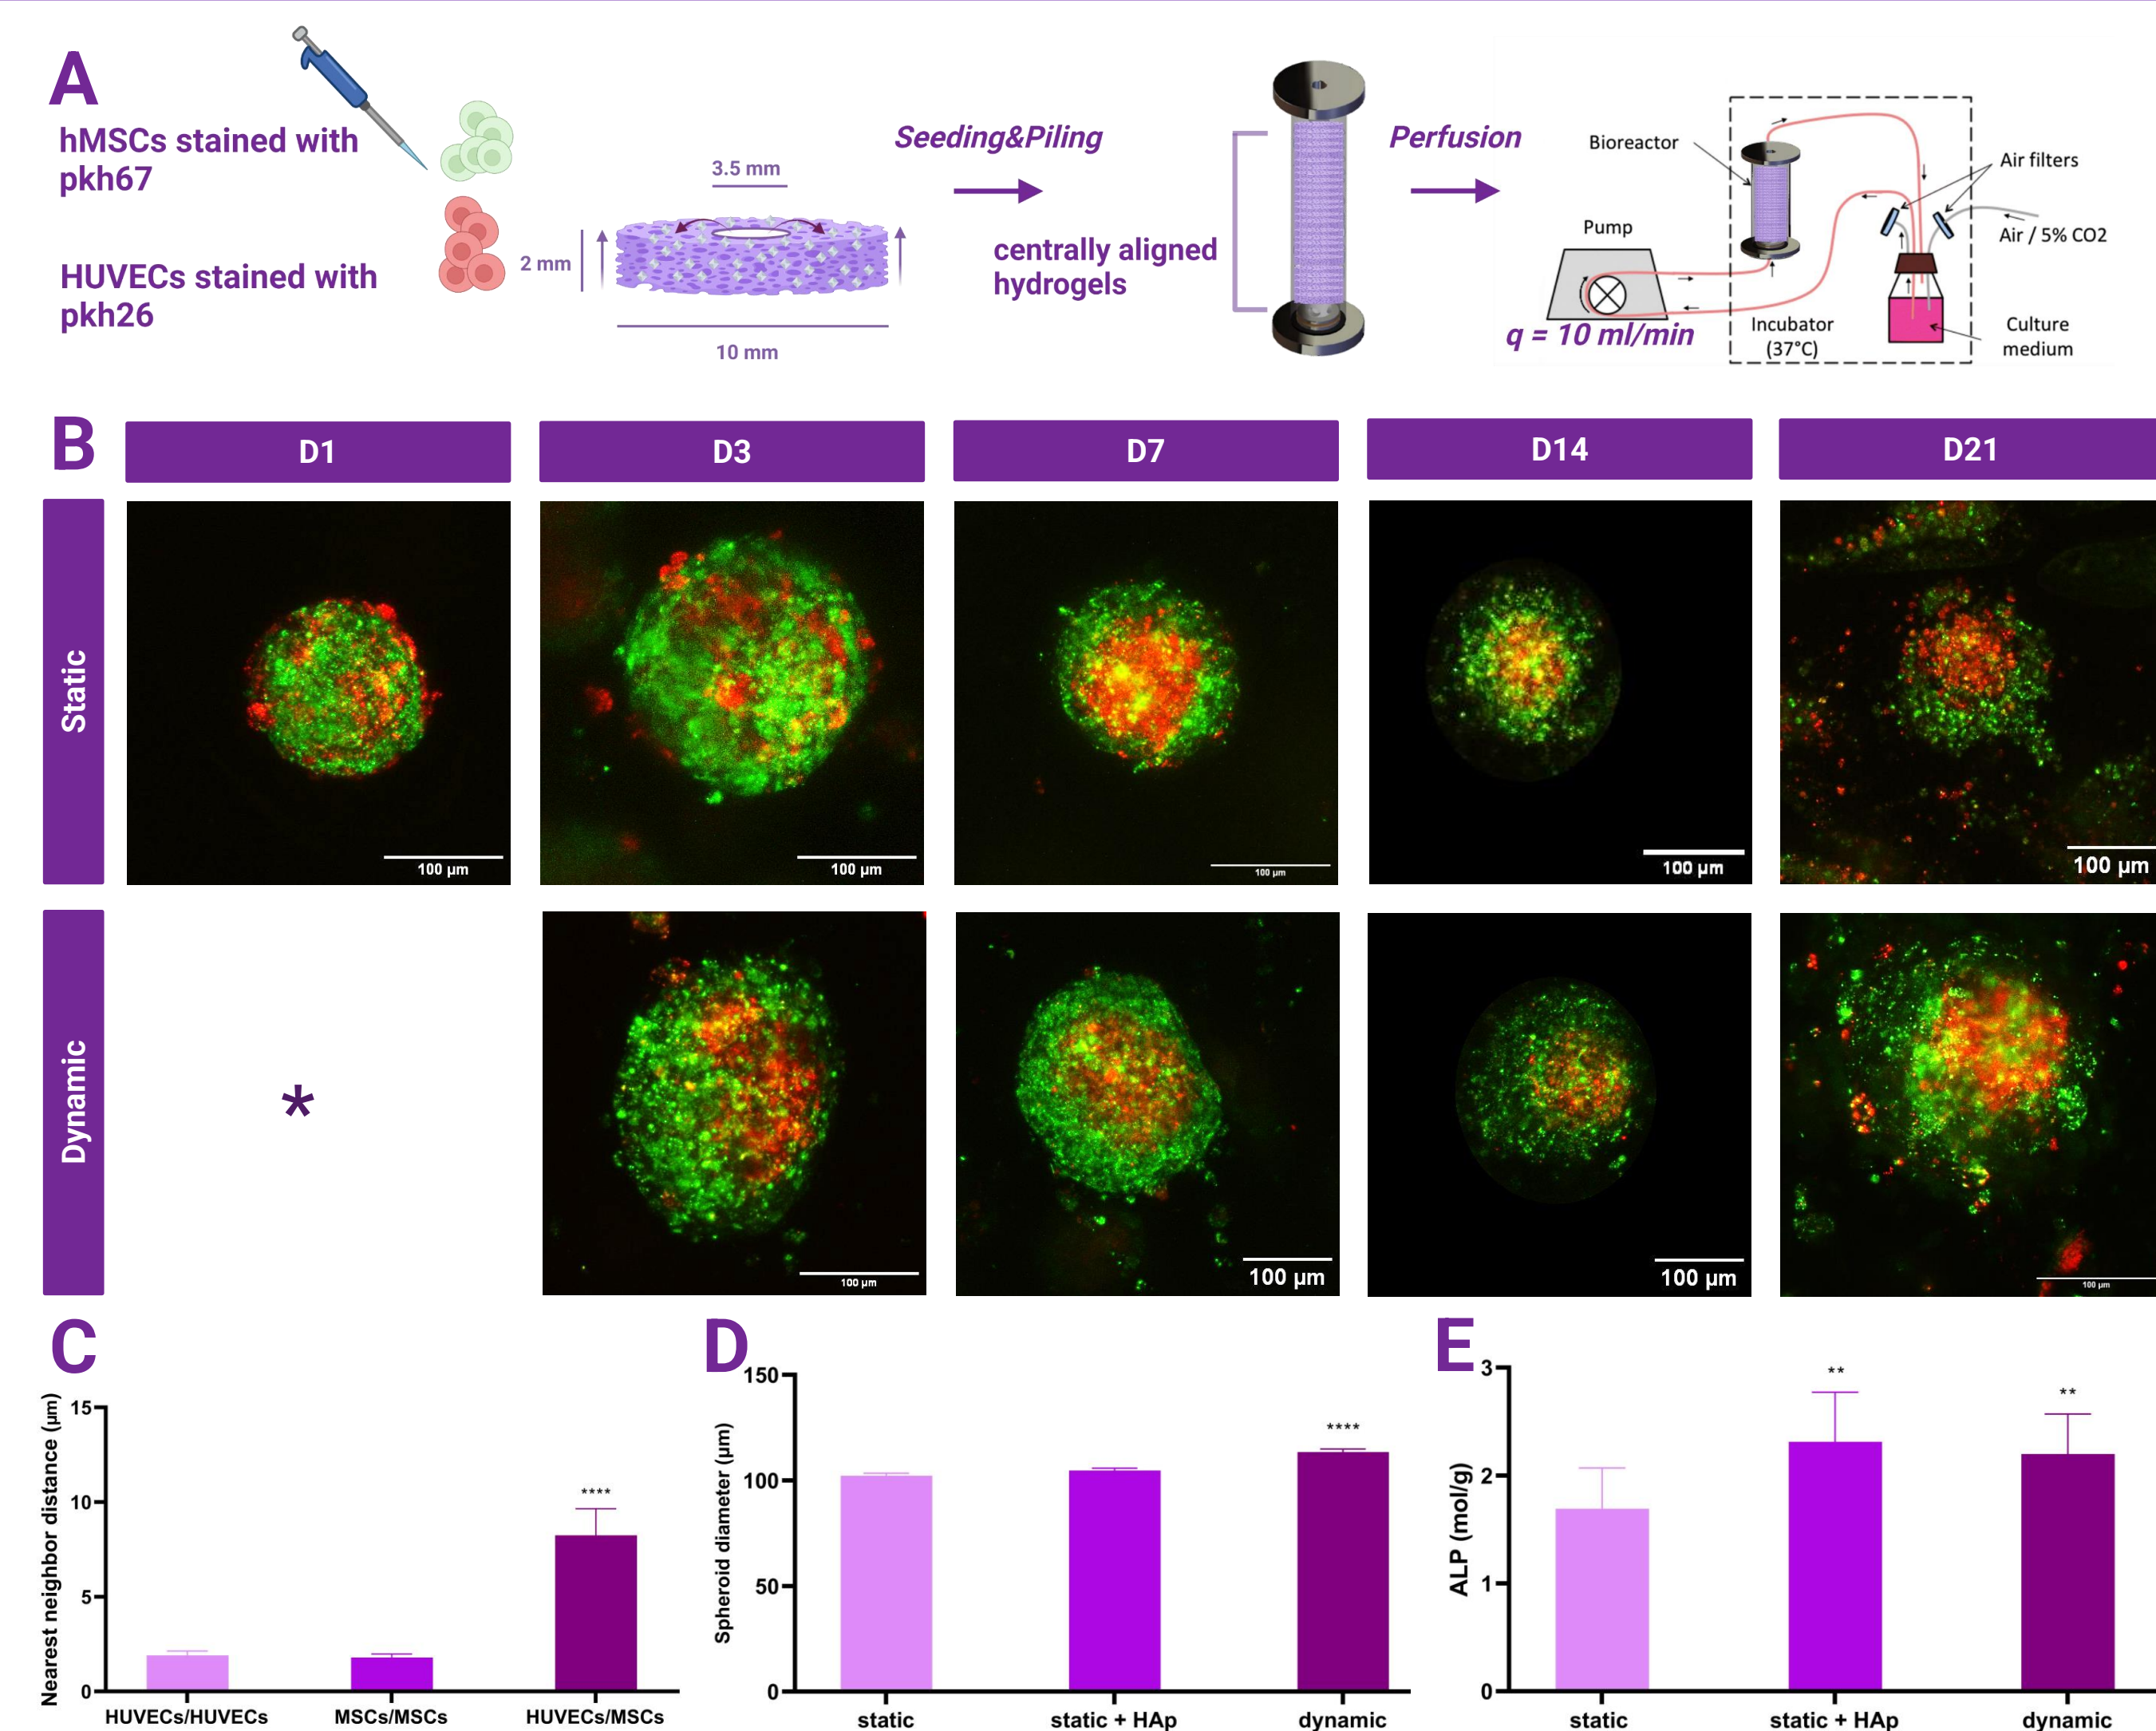 A
hMSCs stained with
pkh67
HUVECs stained with
pkh26
3.5 mm
2 mm
10 mm
Seeding&Piling
centrally aligned
hydrogels
Perfusion
Bioreactor
Air filters
Pump
Air / 5% CO2
q = 10 ml/min
Incubator
(37°C)
Culture
medium
B
D1
D3
D7
D14
D21
Static
100 µm
100 µm
100 µm
100 µm
100 µm
Dynamic
*
100 µm
100 µm
100 µm
100 µm
C
Nearest neighbor distance (µm)
15
10
5
0
****
HUVECs/HUVECs
MSCs/MSCs
HUVECs/MSCs
D
Spheroid diameter (µm)
150
100
50
0
****
static
static + HAp
dynamic
E
ALP (mol/g)
3
2
1
0
**
**
static
static + HAp
dynamic